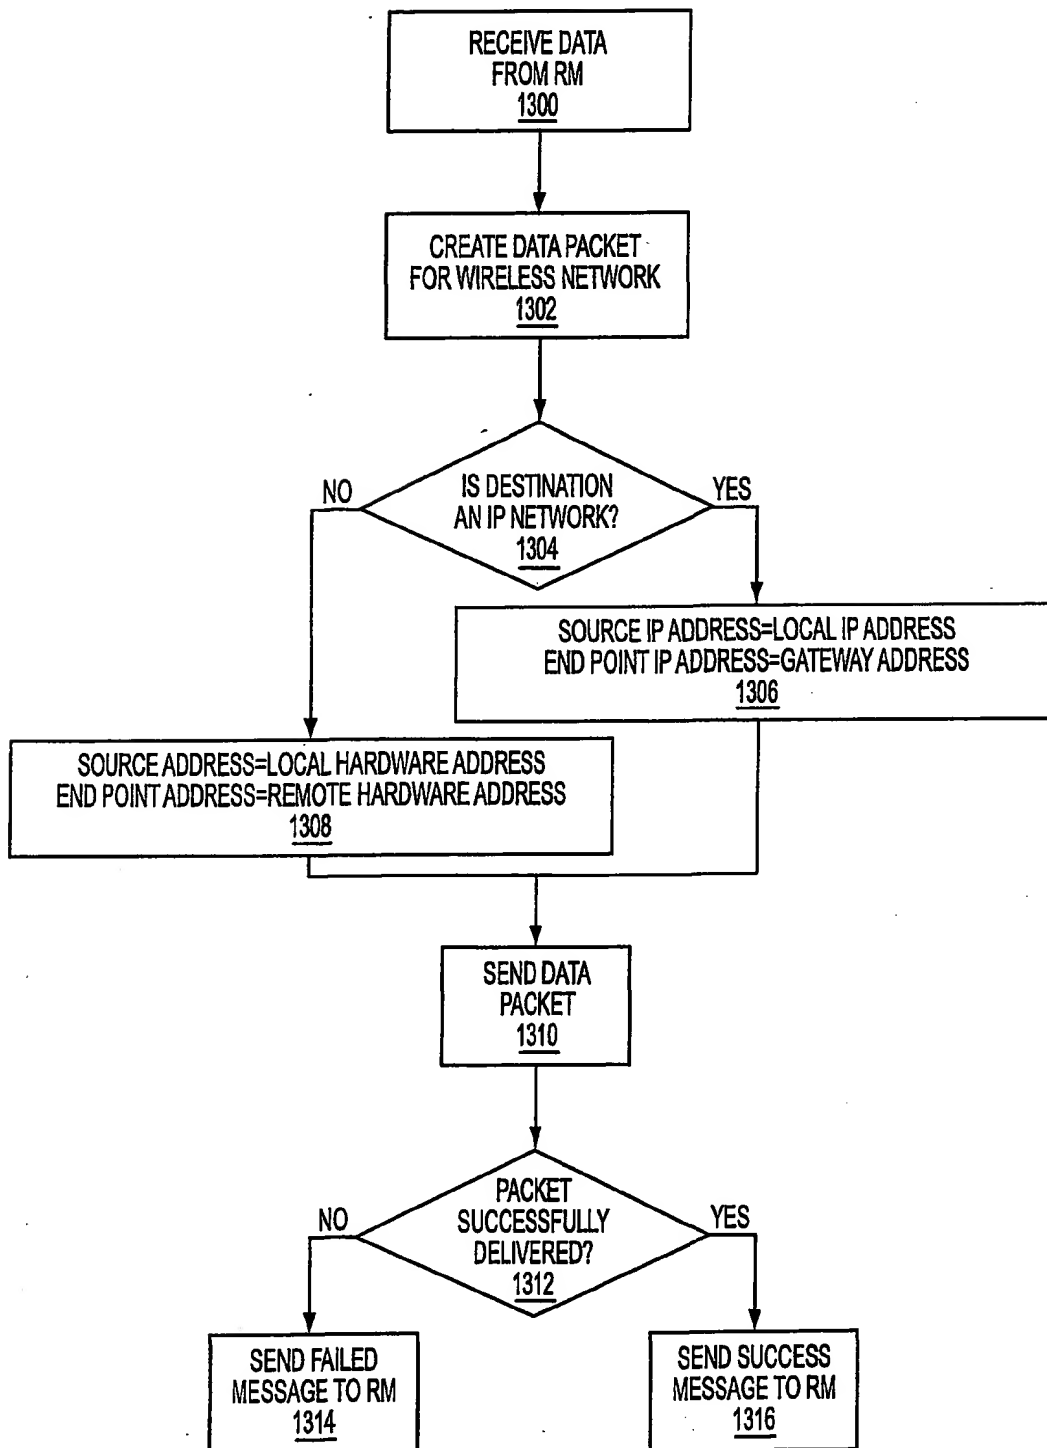 RECEIVE DATA
FROM RM
1300
CREATE DATA PACKET
FOR WIRELESS NETWORK
1302
IS DESTINATION
AN IP NETWORK?
1304
NO
YES
SOURCE IP ADDRESS=LOCAL IP ADDRESS
END POINT IP ADDRESS=GATEWAY ADDRESS
1306
SOURCE ADDRESS=LOCAL HARDWARE ADDRESS
END POINT ADDRESS=REMOTE HARDWARE ADDRESS
1308
SEND DATA
PACKET
1310
PACKET
SUCCESSFULLY
DELIVERED?
1312
NO
YES
SEND FAILED
MESSAGE TO RM
1314
SEND SUCCESS
MESSAGE TO RM
1316